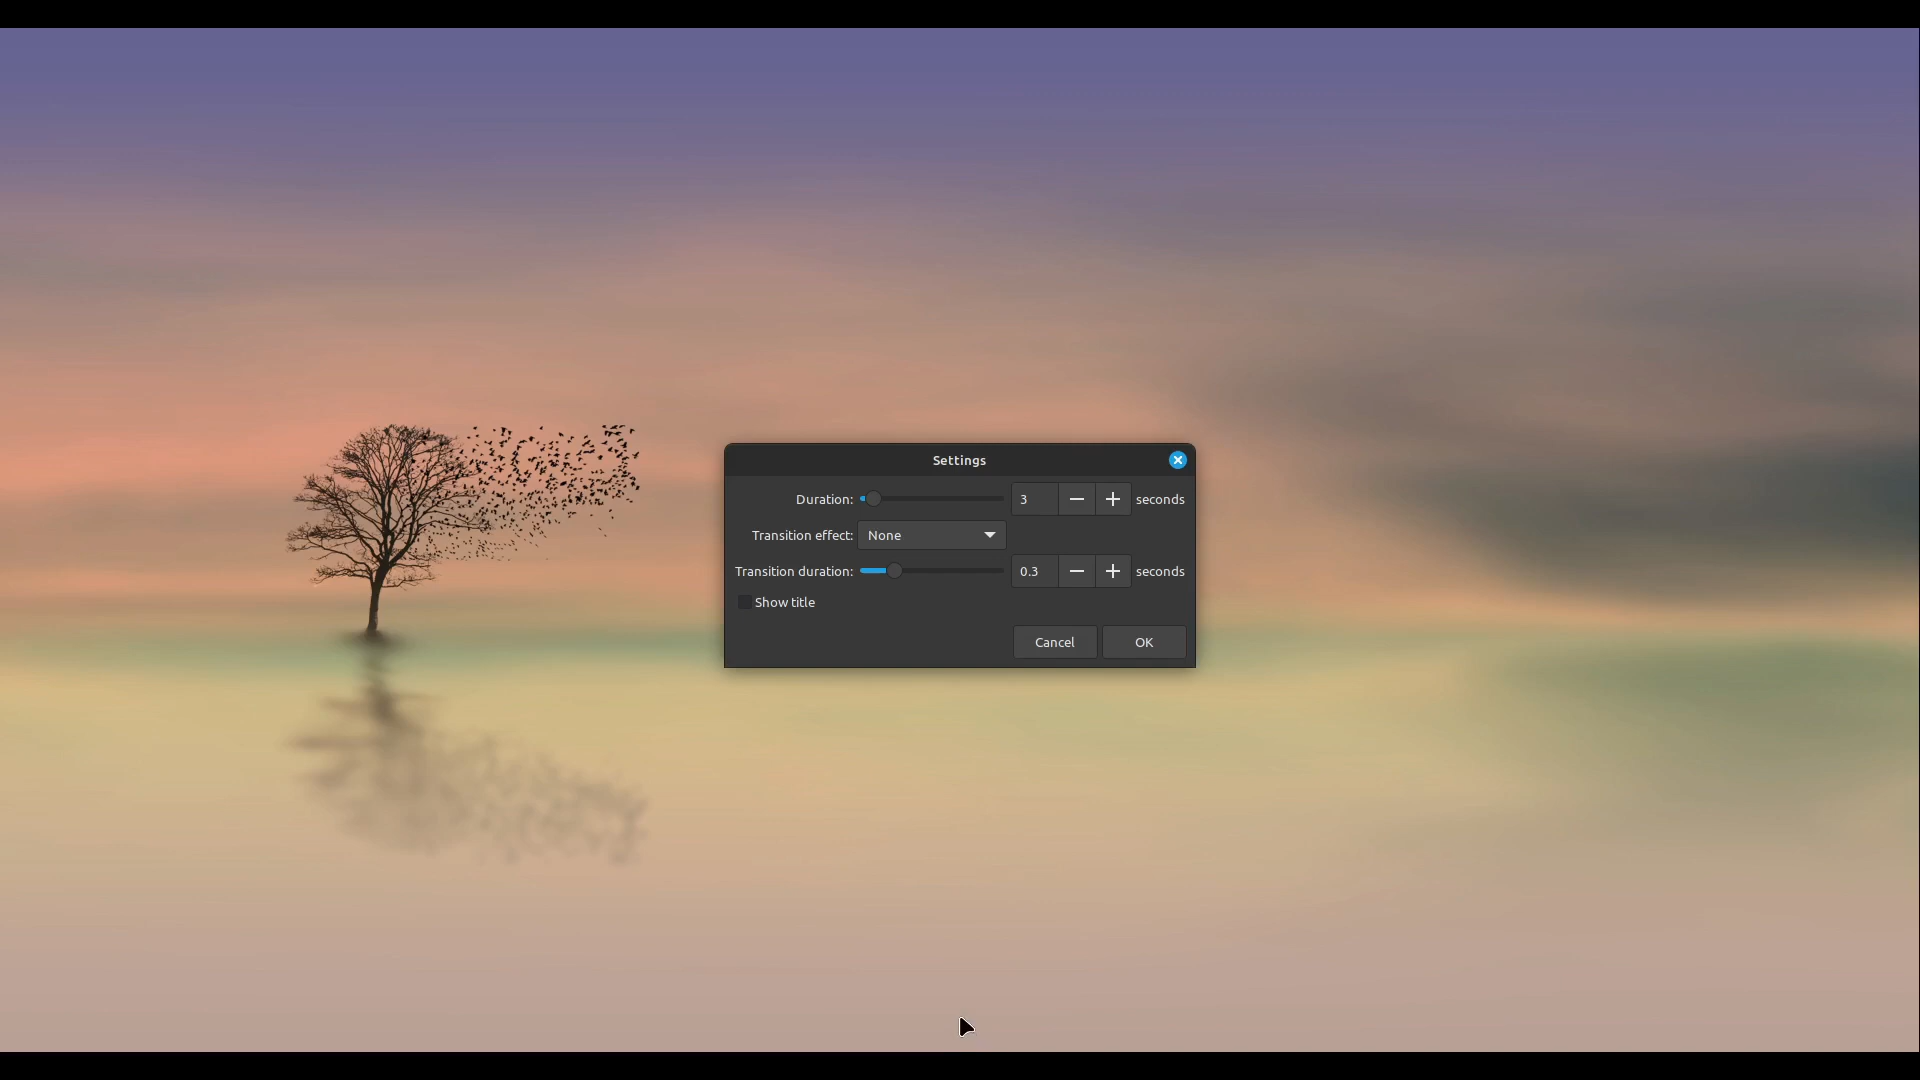 Settings
Duration: 3 seconds
Transition effect: None
Transition duration: 0.3 seconds
Show title
Cancel OK